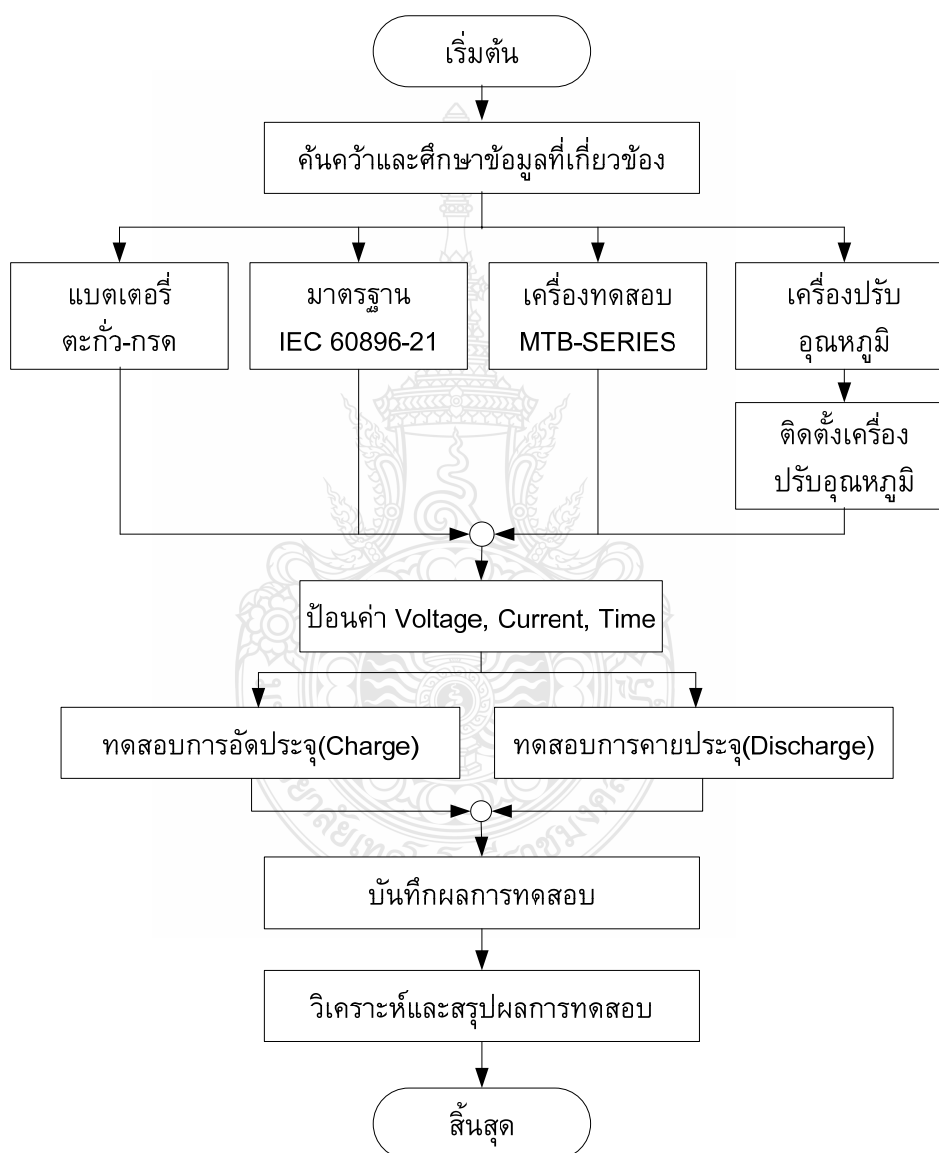 เริ่มต้น
ค้นคว้าและศึกษาข้อมูลที่เกี่ยวข้อง
แบตเตอรี่
ตะกั่ว-กรด
มาตรฐาน
IEC 60896-21
เครื่องทดสอบ
MTB-SERIES
เครื่องปรับ
อุณหภูมิ
ติดตั้งเครื่อง
ปรับอุณหภูมิ
ป้อนค่า Voltage, Current, Time
ทดสอบการอัดประจุ(Charge)
ทดสอบการคายประจุ(Discharge)
บันทึกผลการทดสอบ
วิเคราะห์และสรุปผลการทดสอบ
สิ้นสุด